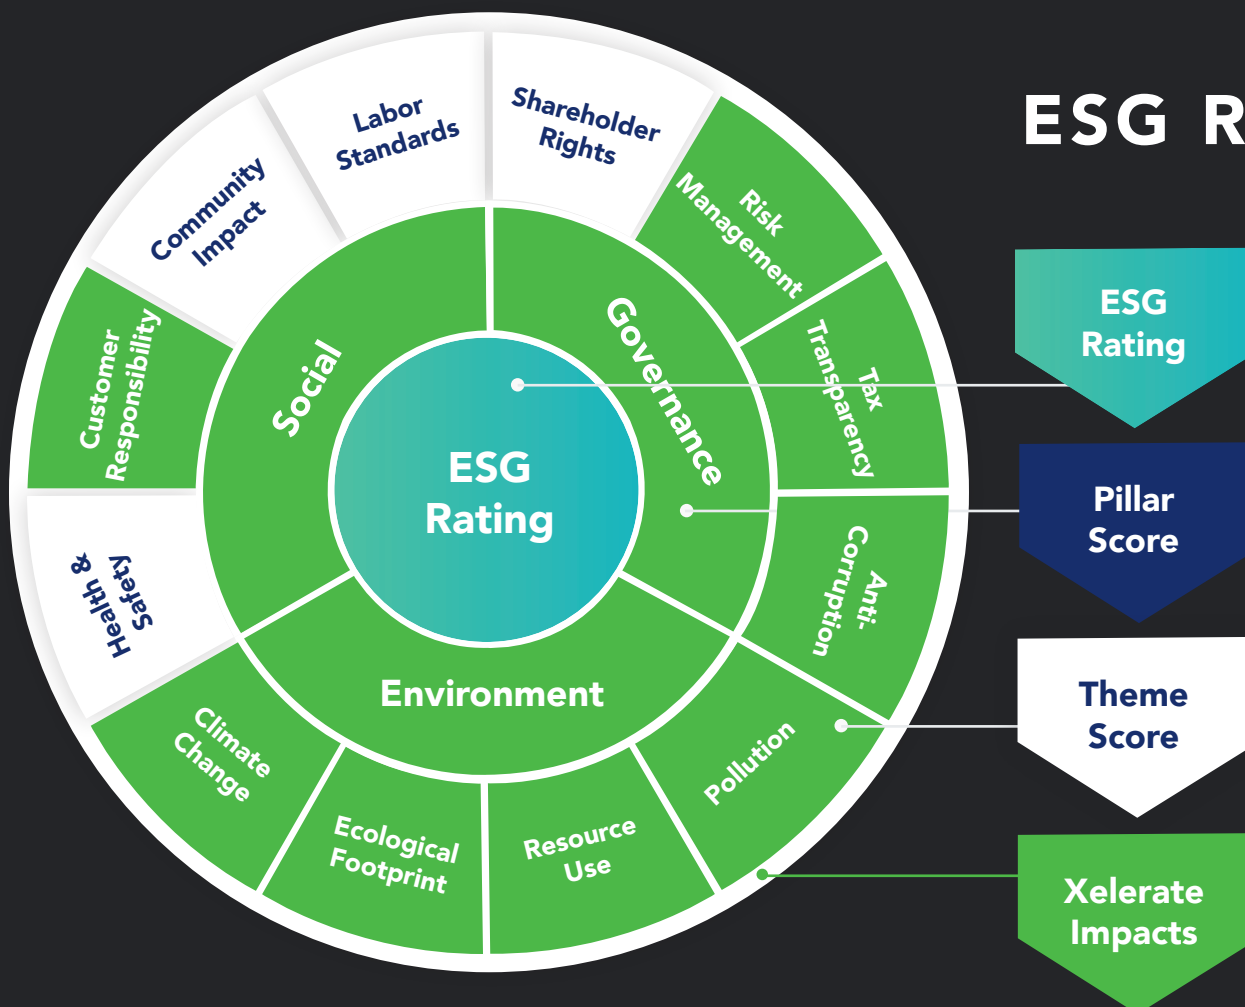 ESG R
Labor
Standards
Shareholder
Rights
Risk
Management
Tax
Transparency
Anti-
Corruption
Pollution
Resource
Use
Ecological
Footprint
Climate
Change
Health &
Safety
Customer
Responsibility
Community
Impact
Social
Governance
Environment
ESG
Rating
ESG
Rating
Pillar
Score
Theme
Score
Xelerate
Impacts